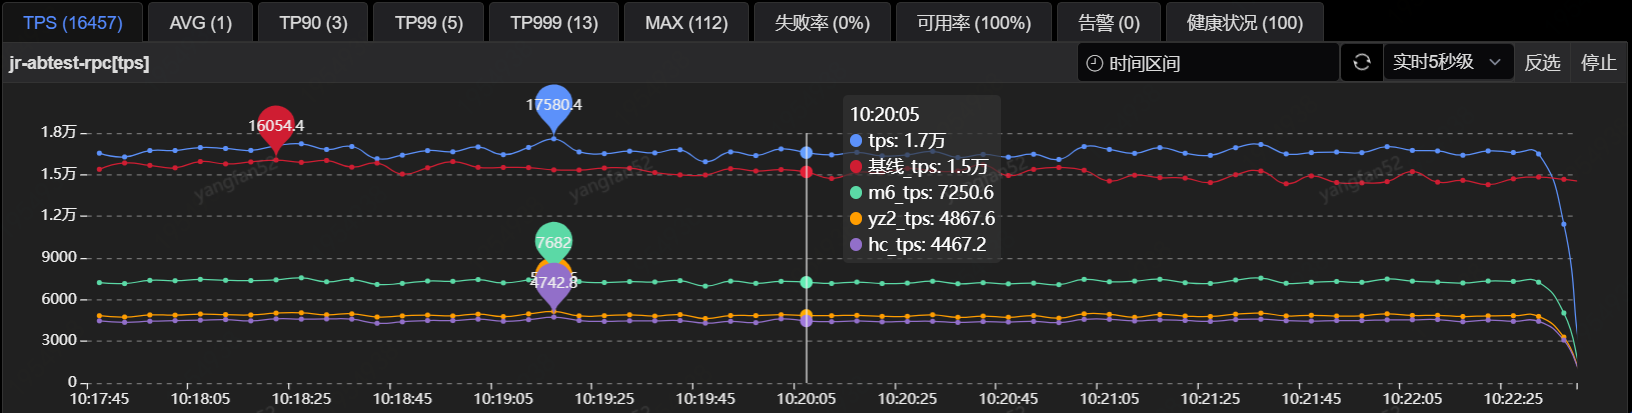 TPS (16457) AVG (1) TP90 (3) TP99 (5) TP999 (13) MAX (112) 失败率 (0%) 可用率 (100%) 告警 (0) 健康状况 (100)
jr-abtest-rpc[tps] 时间区间 实时5秒级 反选 停止
17580.4
16054.4
7682
4742.8
10:20:05
tps: 1.7万
基线_tps: 1.5万
m6_tps: 7250.6
yz2_tps: 4867.6
hc_tps: 4467.2
1.8万
1.5万
1.2万
9000
6000
3000
0
10:17:45 10:18:05 10:18:25 10:18:45 10:19:05 10:19:25 10:19:45 10:20:05 10:20:25 10:20:45 10:21:05 10:21:25 10:21:45 10:22:05 10:22:25
yangfan52 yangfan52 yangfan52 yangfan52